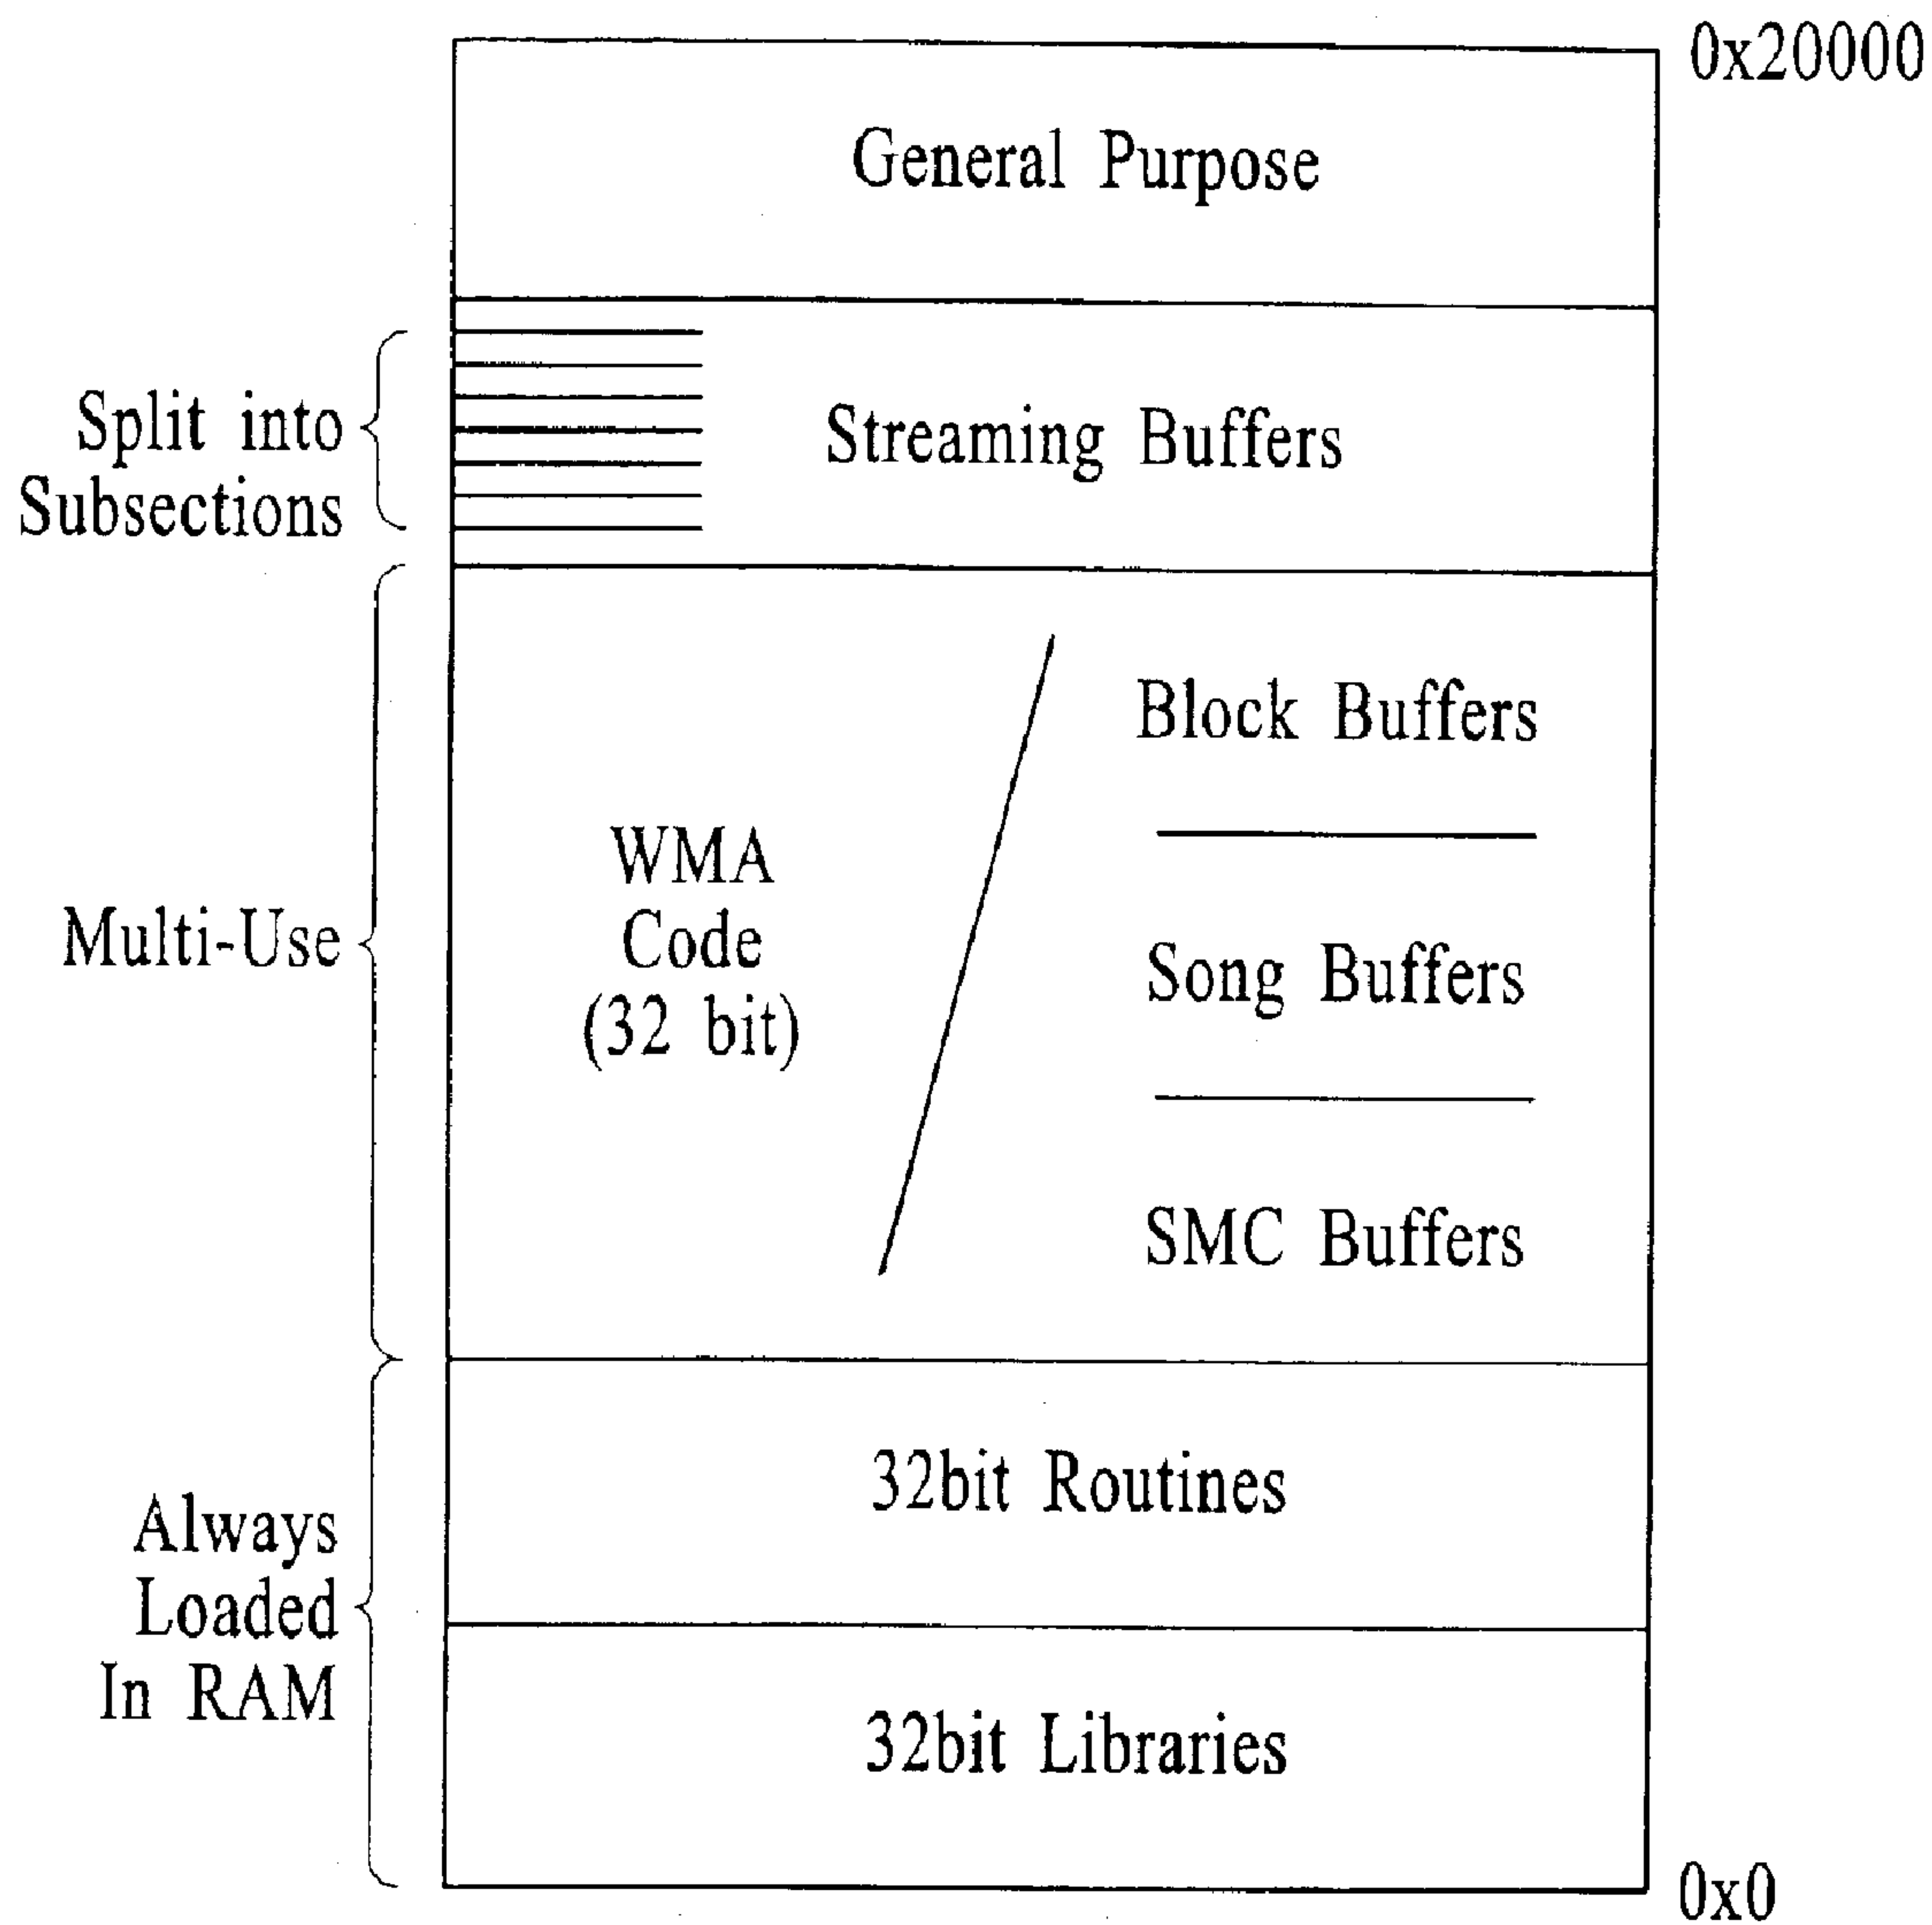 0x20000
General Purpose
Split into
Subsections
Streaming Buffers
Multi-Use
WMA
Code
(32 bit)
Block Buffers
Song Buffers
SMC Buffers
Always
Loaded
In RAM
32bit Routines
32bit Libraries
0x0